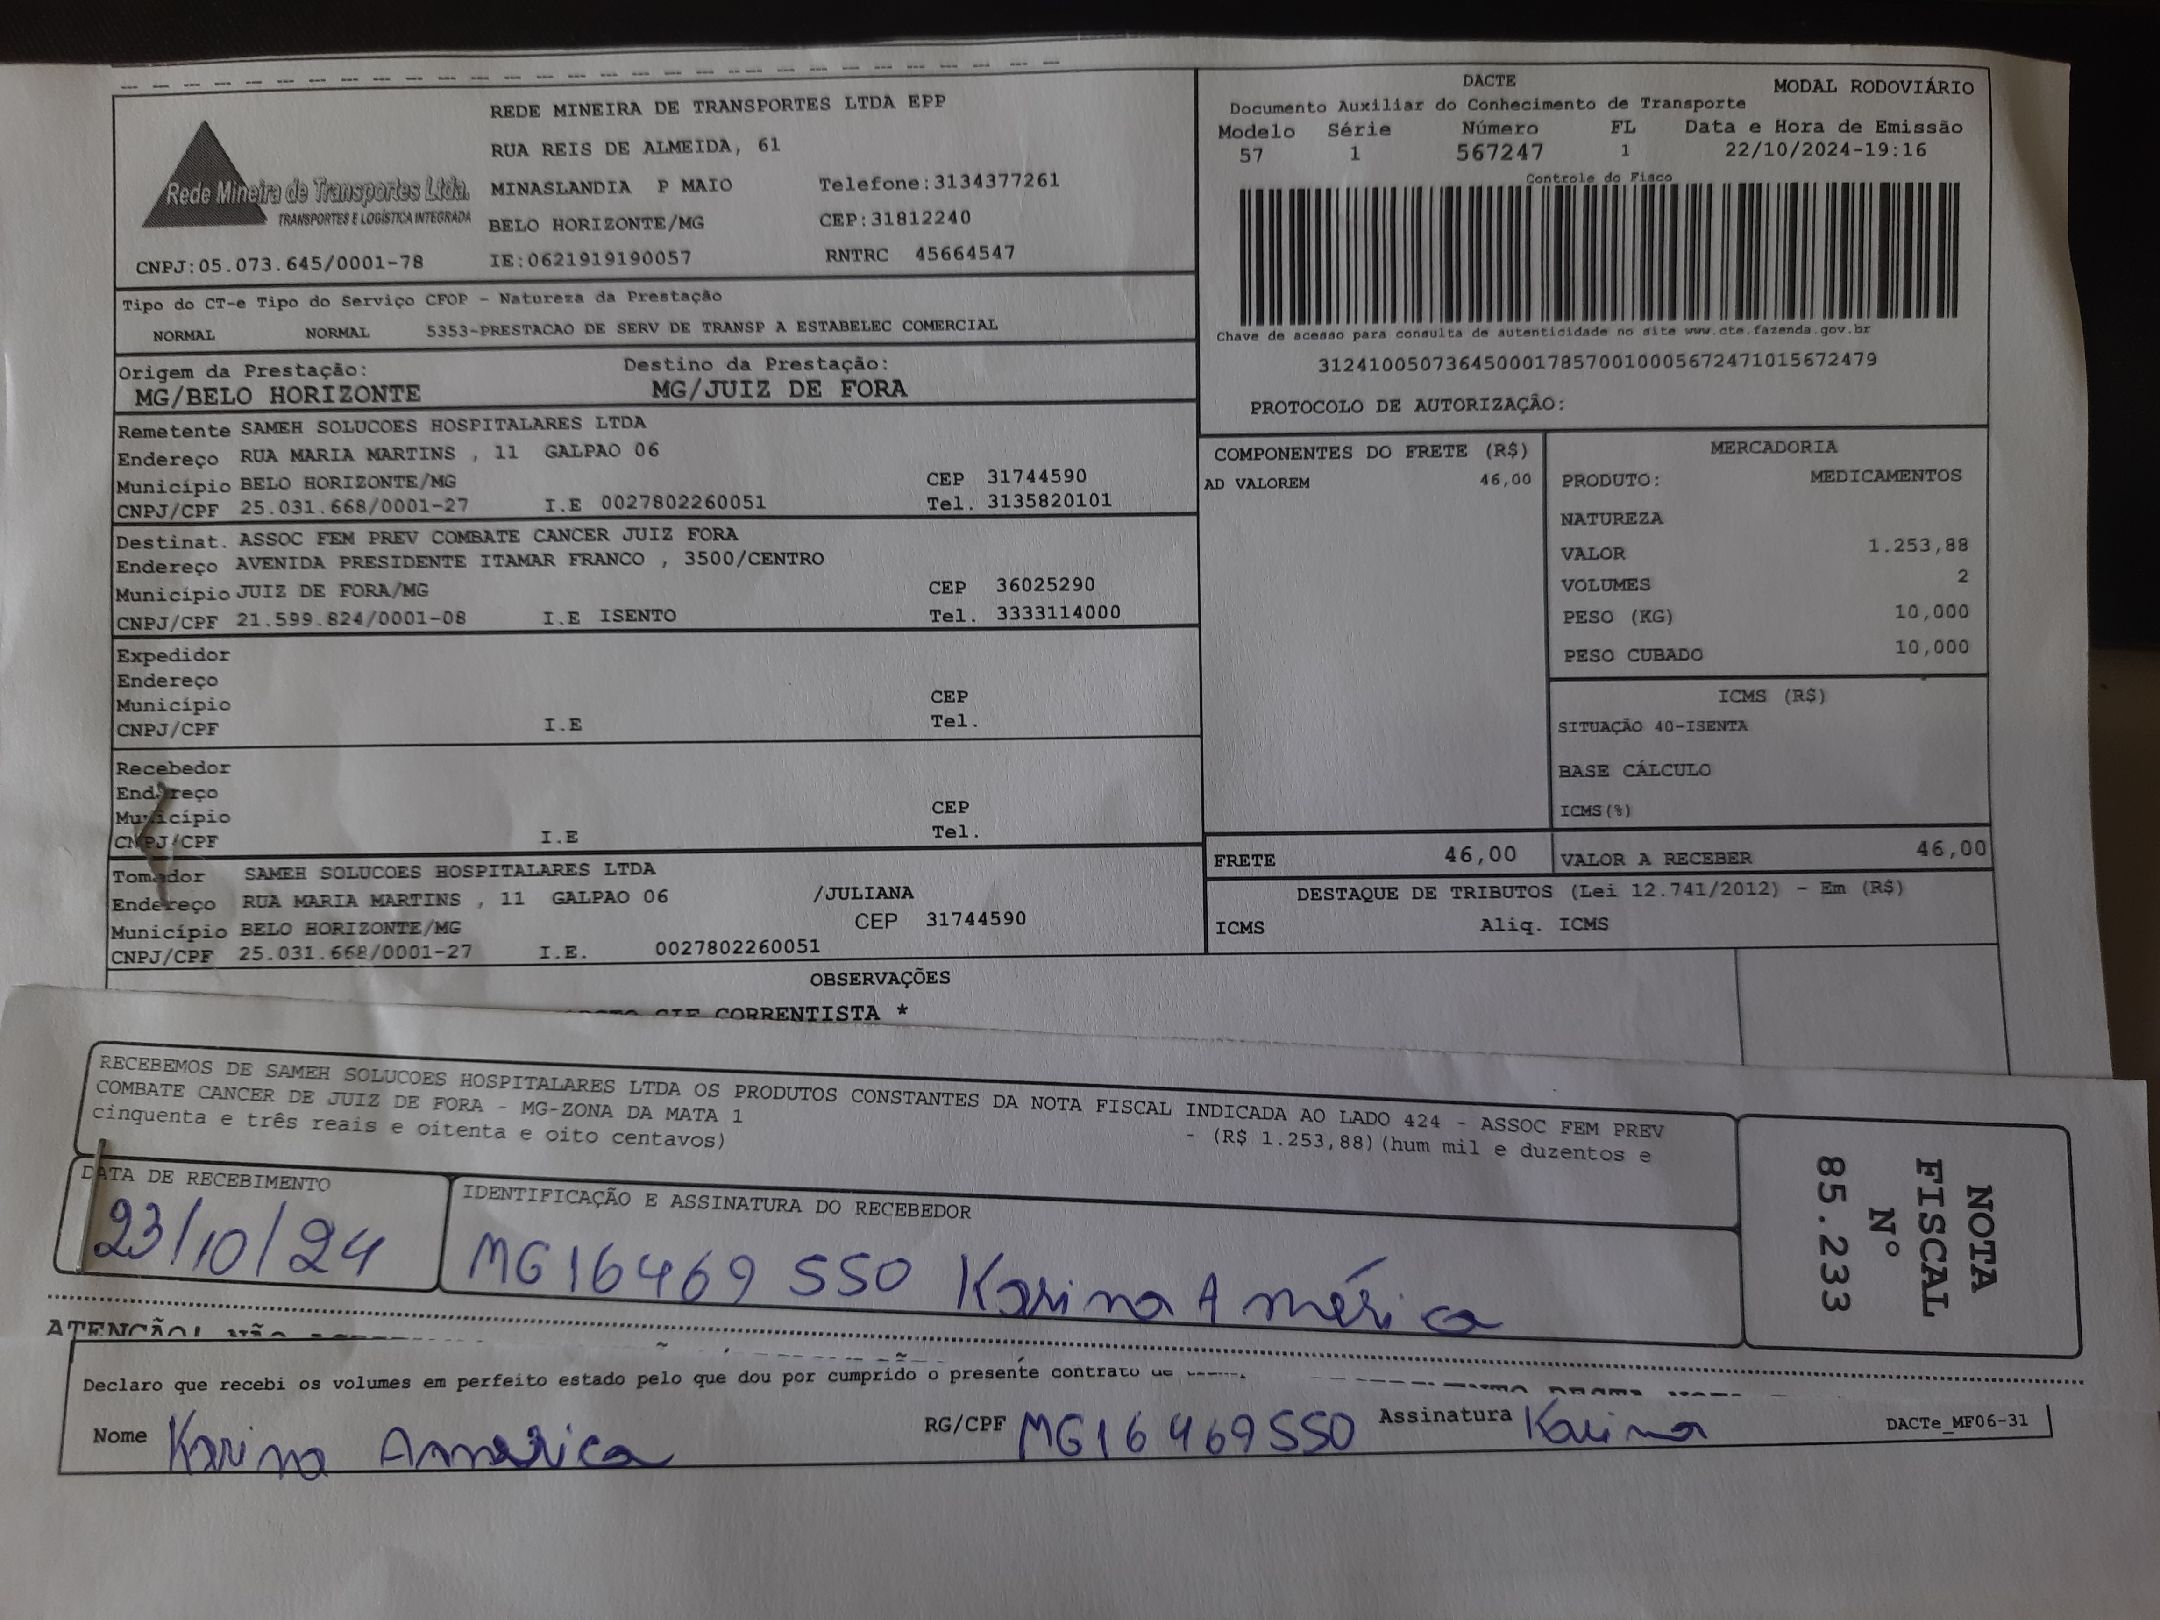 REDE MINEIRA DE TRANSPORTES LTDA EPP
RUA REIS DE ALMEIDA, 61
Rede Mineira de Transportes Ltda.
TRANSPORTES E LOGÍSTICA INTEGRADA
MINASLANDIA P MAIO Telefone:3134377261
BELO HORIZONTE/MG CEP:31812240
CNPJ:05.073.645/0001-78 IE:0621919190057 RNTRC 45664547
DACTE MODAL RODOVIÁRIO
Documento Auxiliar do Conhecimento de Transporte
Modelo Série Número FL Data e Hora de Emissão
57 1 567247 1 22/10/2024-19:16
Controle do Fisco
Chave de acesso para consulta de autenticidade no site www.cte.fazenda.gov.br
31241005073645000178570010005672471015672479
PROTOCOLO DE AUTORIZAÇÃO:
Tipo do CT-e Tipo do Serviço CFOP - Natureza da Prestação
NORMAL NORMAL 5353-PRESTACAO DE SERV DE TRANSP A ESTABELEC COMERCIAL
Origem da Prestação: Destino da Prestação:
MG/BELO HORIZONTE MG/JUIZ DE FORA
Remetente SAMEH SOLUCOES HOSPITALARES LTDA
Endereço RUA MARIA MARTINS , 11 GALPAO 06
Município BELO HORIZONTE/MG CEP 31744590
CNPJ/CPF 25.031.668/0001-27 I.E 0027802260051 Tel. 3135820101
Destinat. ASSOC FEM PREV COMBATE CANCER JUIZ FORA
Endereço AVENIDA PRESIDENTE ITAMAR FRANCO , 3500/CENTRO
Município JUIZ DE FORA/MG CEP 36025290
CNPJ/CPF 21.599.824/0001-08 I.E ISENTO Tel. 3333114000
Expedidor
Endereço
Município CEP
CNPJ/CPF I.E Tel.
Recebedor
Endereço
Município CEP
CNPJ/CPF I.E Tel.
Tomador SAMEH SOLUCOES HOSPITALARES LTDA
Endereço RUA MARIA MARTINS , 11 GALPAO 06 /JULIANA
Município BELO HORIZONTE/MG CEP 31744590
CNPJ/CPF 25.031.668/0001-27 I.E. 0027802260051
COMPONENTES DO FRETE (R$)
AD VALOREM 46,00
MERCADORIA
PRODUTO: MEDICAMENTOS
NATUREZA
VALOR 1.253,88
VOLUMES 2
PESO (KG) 10,000
PESO CUBADO 10,000
ICMS (R$)
SITUAÇÃO 40-ISENTA
BASE CÁLCULO
ICMS(%)
FRETE 46,00 VALOR A RECEBER 46,00
DESTAQUE DE TRIBUTOS (Lei 12.741/2012) - Em (R$)
ICMS Aliq. ICMS
OBSERVAÇÕES
CIF CORRENTISTA *
RECEBEMOS DE SAMEH SOLUCOES HOSPITALARES LTDA OS PRODUTOS CONSTANTES DA NOTA FISCAL INDICADA AO LADO 424 - ASSOC FEM PREV
COMBATE CANCER DE JUIZ DE FORA - MG-ZONA DA MATA 1 - (R$ 1.253,88)(hum mil e duzentos e
cinquenta e três reais e oitenta e oito centavos)
DATA DE RECEBIMENTO IDENTIFICAÇÃO E ASSINATURA DO RECEBEDOR
23/10/24 MG16469550 Karina América
NOTA
FISCAL
Nº
85.233
ATENÇÃO! NÃO
Declaro que recebi os volumes em perfeito estado pelo que dou por cumprido o presente contrato de
Nome Karina America RG/CPF MG16469550 Assinatura Karina DACTe_MF06-31